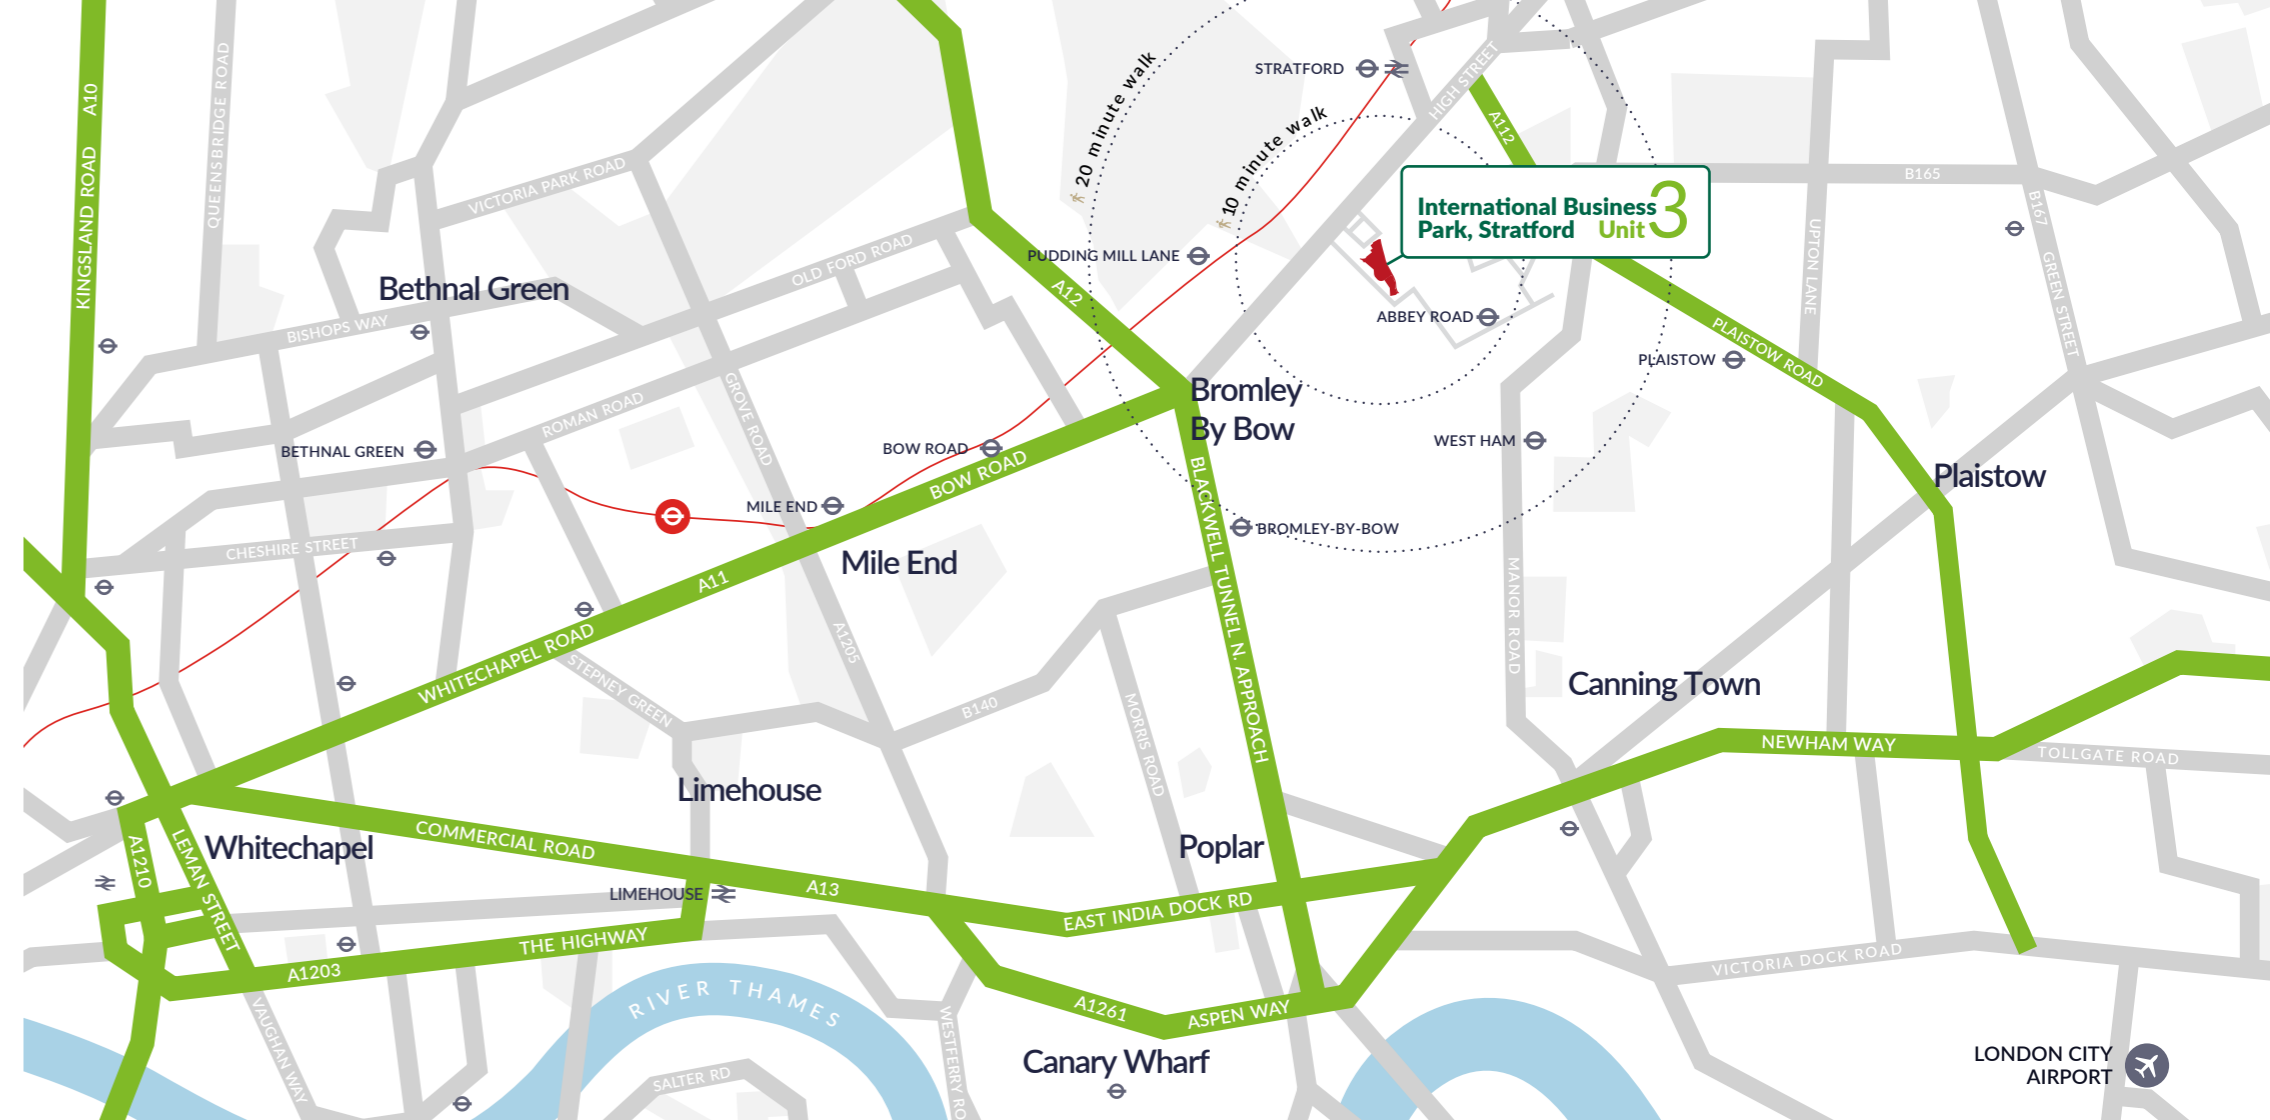 A10
KINGSLAND ROAD
QUEENSBRIDGE ROAD
20 minute walk
10 minute walk
STRATFORD
HIGH STREET
A112
International Business
Park, Stratford Unit 3
B165
B167
GREEN STREET
UPTON LANE
VICTORIA PARK ROAD
OLD FORD ROAD
PUDDING MILL LANE
A12
Bethnal Green
BISHOPS WAY
ABBEY ROAD
PLAISTOW
PLAISTOW ROAD
GROVE ROAD
ROMAN ROAD
Bromley
By Bow
BETHNAL GREEN
BOW ROAD
BOW ROAD
WEST HAM
Plaistow
MILE END
BROMLEY-BY-BOW
BLACKWELL TUNNEL N. APPROACH
CHESHIRE STREET
Mile End
A11
MANOR ROAD
WHITECHAPEL ROAD
A1205
STEPNEY GREEN
B140
MORRIS ROAD
Canning Town
NEWHAM WAY
TOLLGATE ROAD
Limehouse
Whitechapel
COMMERCIAL ROAD
Poplar
A1210
LEMAN STREET
LIMEHOUSE
A13
EAST INDIA DOCK RD
THE HIGHWAY
A1203
VICTORIA DOCK ROAD
RIVER THAMES
A1261
ASPEN WAY
VAUGHAN WAY
WESTFERRY RO
Canary Wharf
SALTER RD
LONDON CITY
AIRPORT